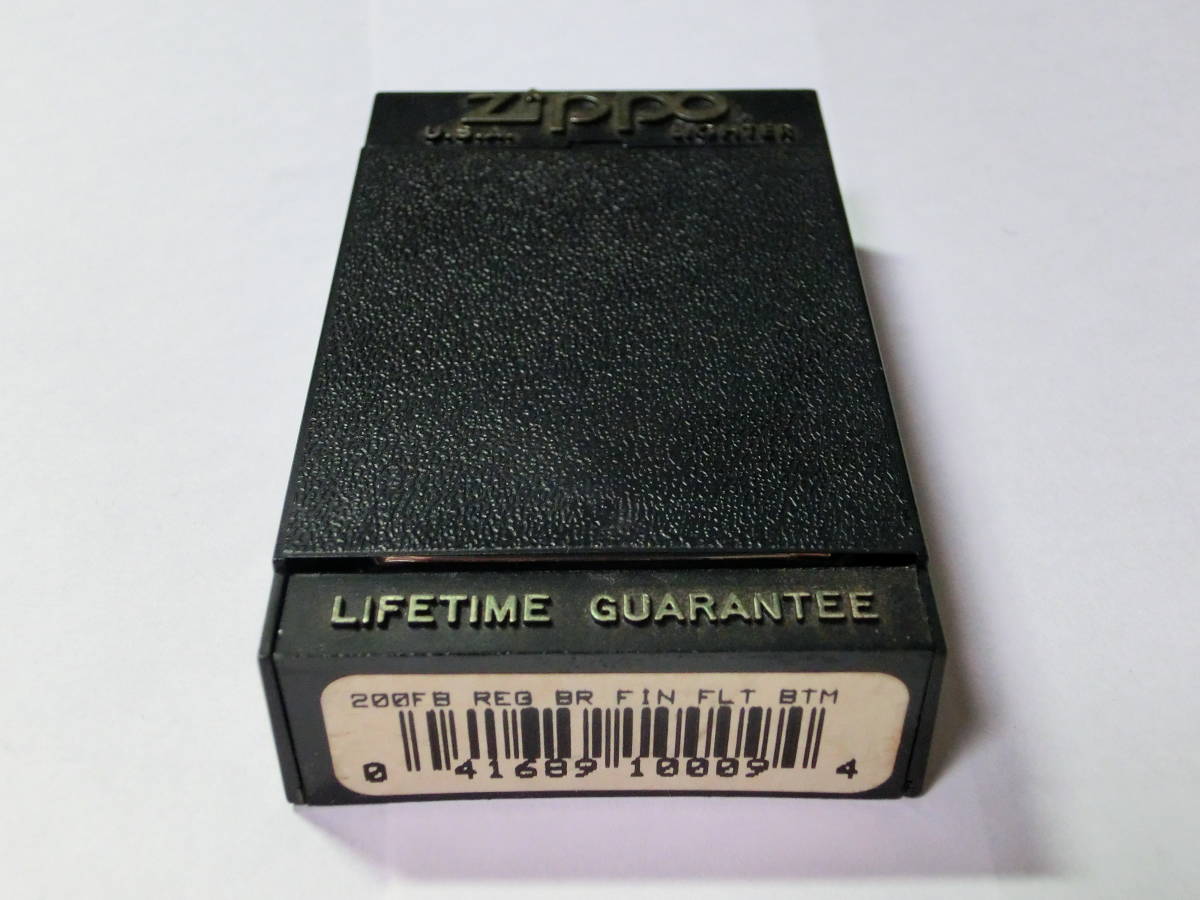 Zippo
U.S.A. LIGHTER
LIFETIME GUARANTEE
200FB REG BR FIN FLT BTM
0 41689 10009 4